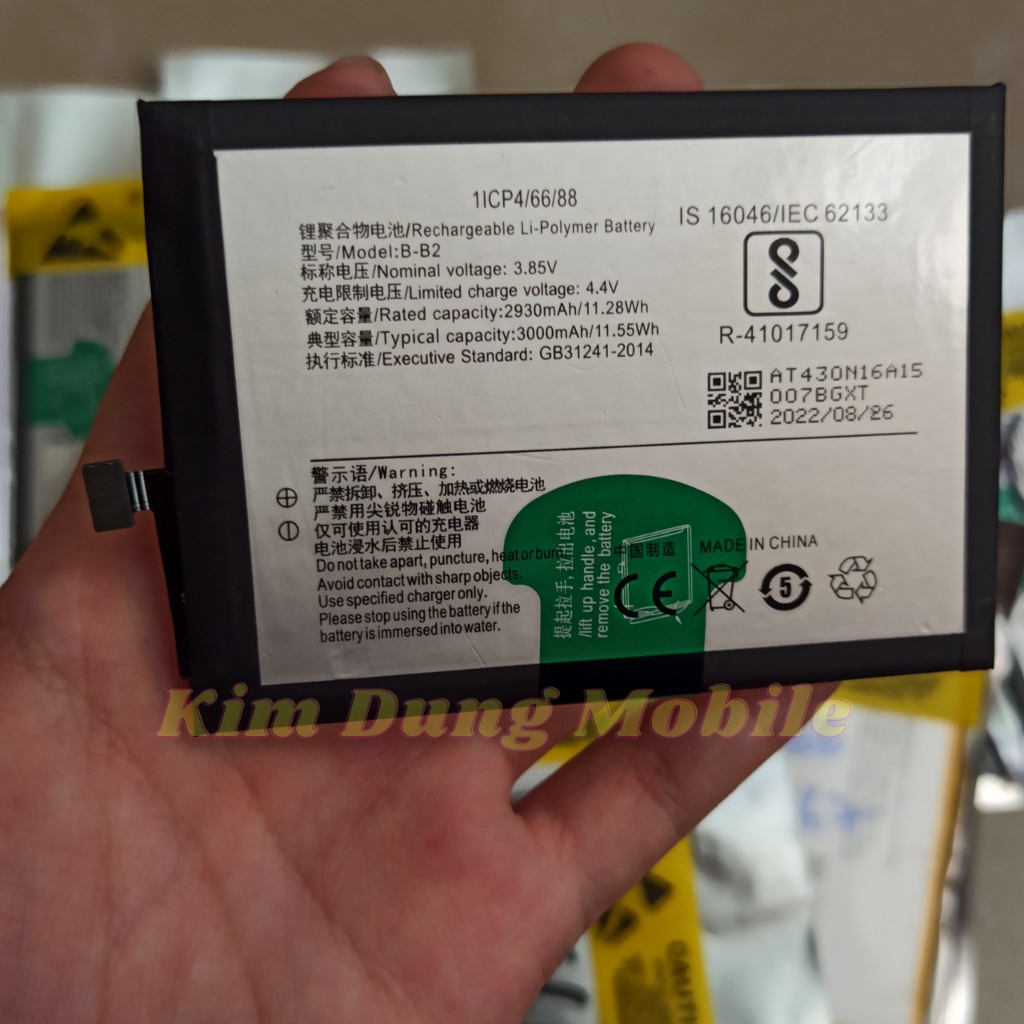 1ICP4/66/88
锂聚合物电池/Rechargeable Li-Polymer Battery
型号/Model:B-B2
标称电压/Nominal voltage: 3.85V
充电限制电压/Limited charge voltage: 4.4V
额定容量/Rated capacity:2930mAh/11.28Wh
典型容量/Typical capacity:3000mAh/11.55Wh
执行标准/Executive Standard: GB31241-2014
IS 16046/IEC 62133
R-41017159
AT430N16A15
007BGXT
2022/08/26
警示语/Warning:
严禁拆卸、挤压、加热或燃烧电池
严禁用尖锐物碰触电池
仅可使用认可的充电器
电池浸水后禁止使用
Do not take apart, puncture, heat or burn.
Avoid contact with sharp objects.
Use specified charger only.
Please stop using the battery if the
battery is immersed into water.
提起拉手，拉出电池
/lift up handle, and
remove the battery
中国制造 MADE IN CHINA
CE
5
Kim Dung Mobile
CAUTION